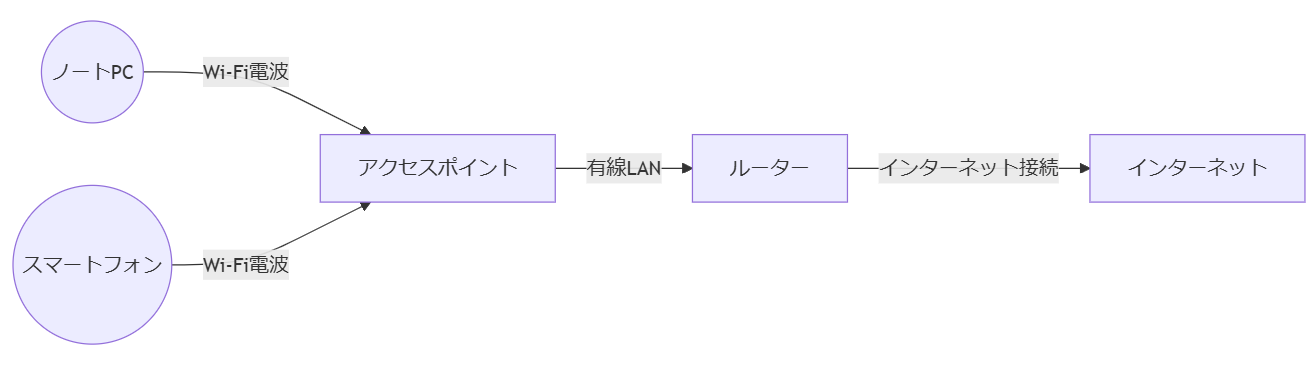 ノートPC
Wi-Fi電波
アクセスポイント
有線LAN
ルーター
インターネット接続
インターネット
スマートフォン
Wi-Fi電波